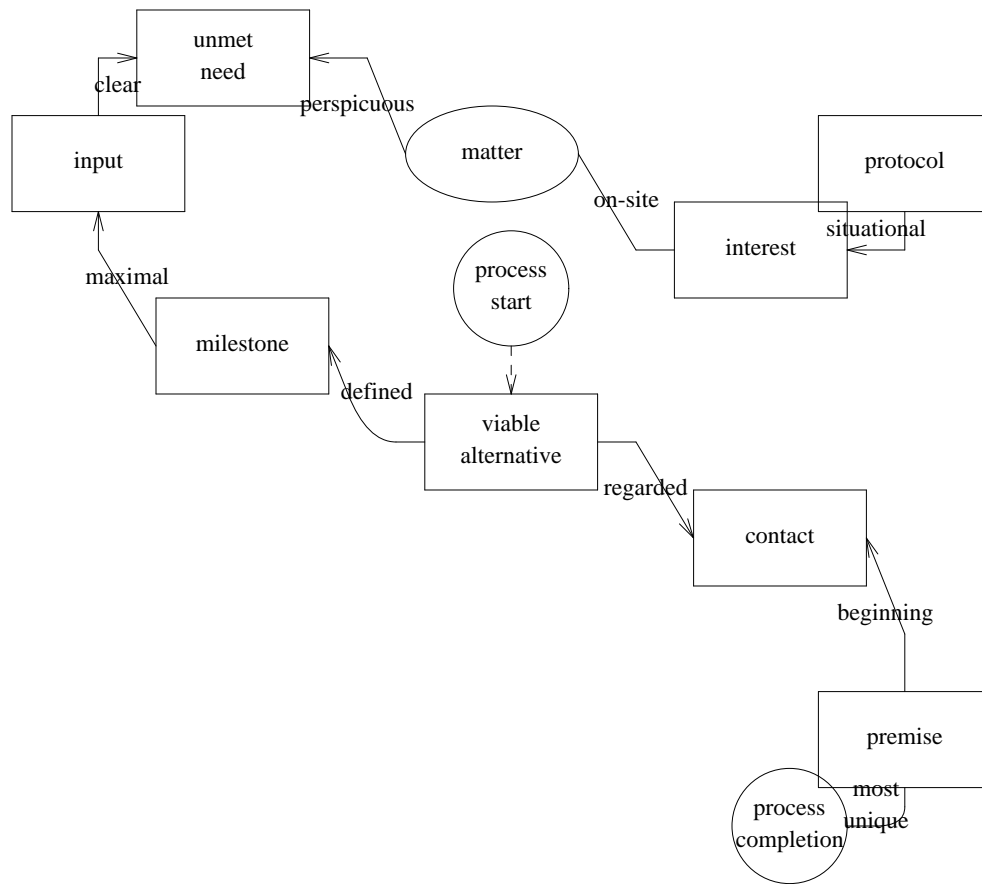 unmet
need
clear
perspicuous
matter
input
protocol
on-site
situational
interest
process
start
maximal
milestone
defined
viable
alternative
regarded
contact
beginning
premise
most
unique
process
completion